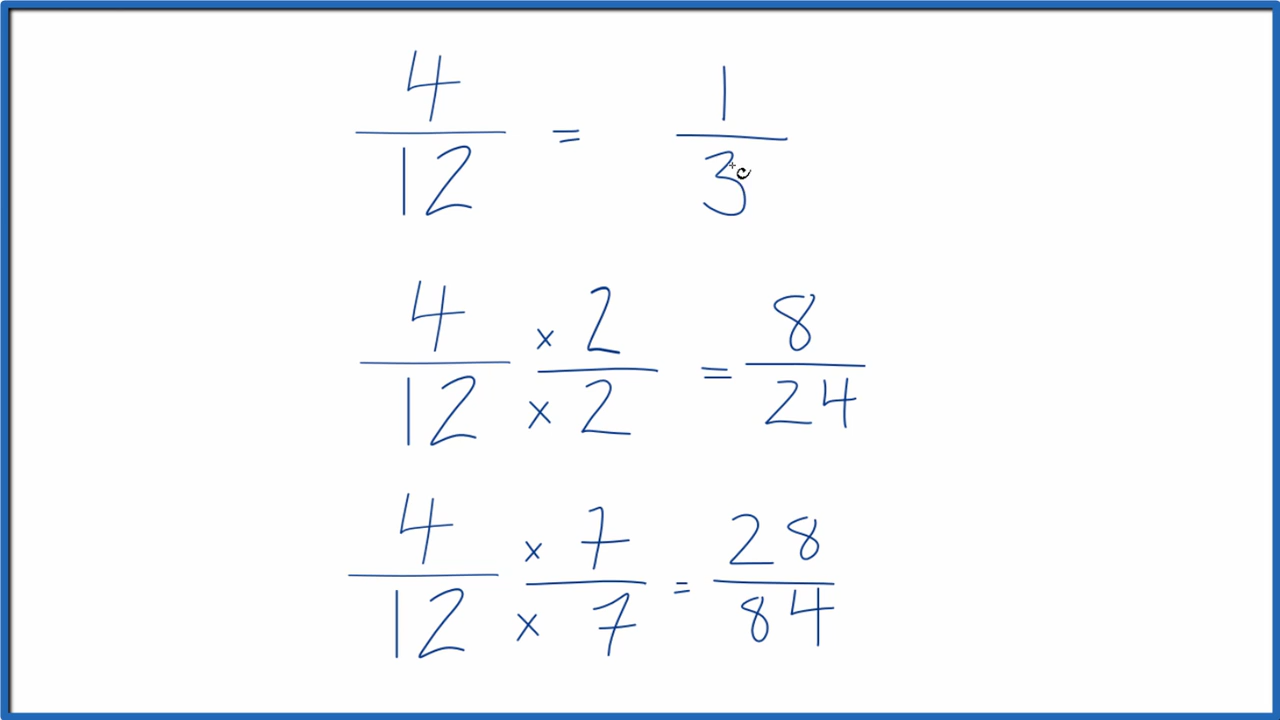 4/12 = 1/3
4/12 × 2/× 2 = 8/24
4/12 × 7/× 7 = 28/84